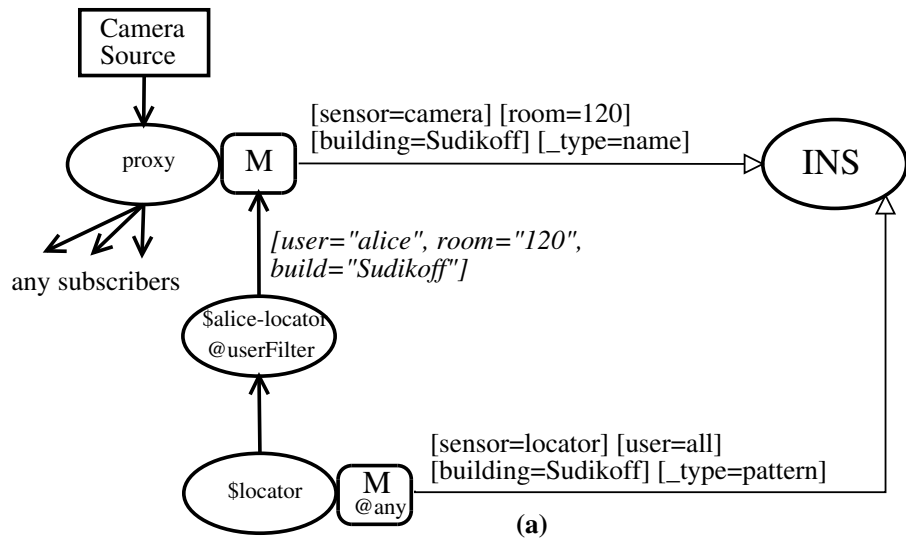 Camera
Source
[sensor=camera] [room=120]
[building=Sudikoff] [_type=name]
proxy
M
INS
[user="alice", room="120",
build="Sudikoff"]
any subscribers
$alice-locator
@userFilter
[sensor=locator] [user=all]
[building=Sudikoff] [_type=pattern]
$locator
M
@any
(a)